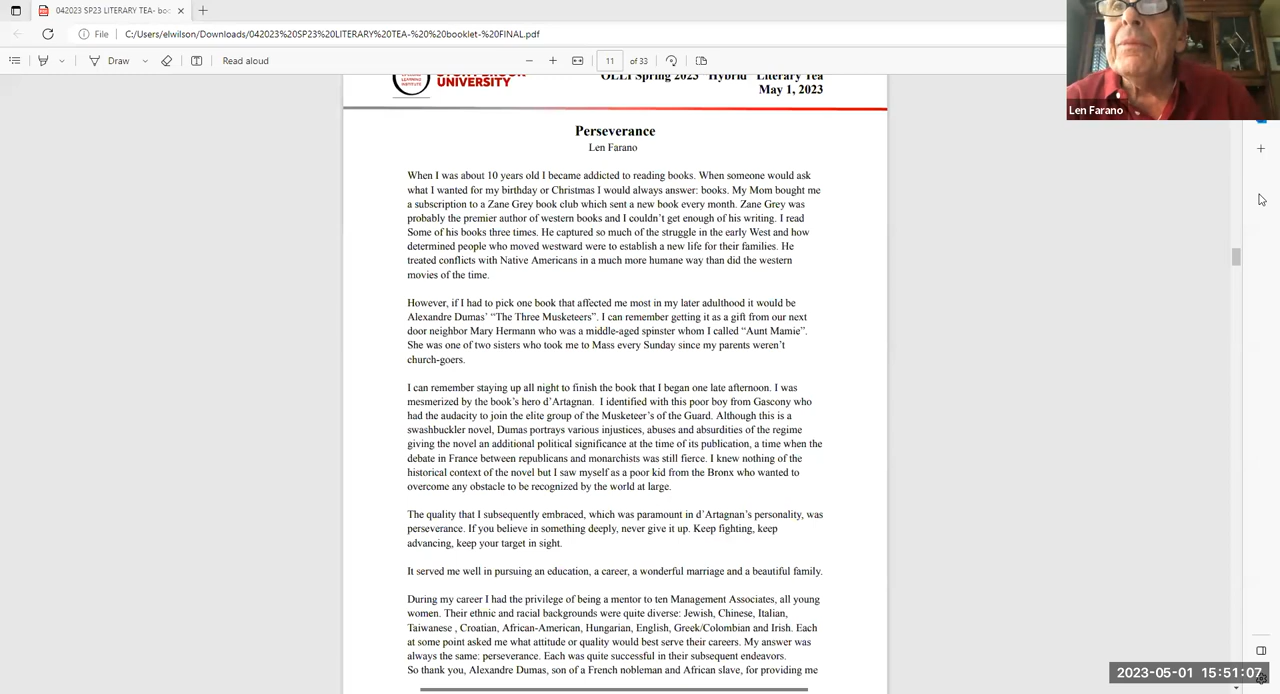 042023 SP23 LITERARY TEA- boo
File C:/Users/elwilson/Downloads/042023%20SP23%20LITERARY%20TEA-%20%20booklet-%20FINAL.pdf
Draw
Read aloud
11 of 33
UNIVERSITY
OLLI Spring 2023 Hybrid Literary Tea
May 1, 2023
Len Farano
Perseverance
Len Farano
When I was about 10 years old I became addicted to reading books. When someone would ask
what I wanted for my birthday or Christmas I would always answer: books. My Mom bought me
a subscription to a Zane Grey book club which sent a new book every month. Zane Grey was
probably the premier author of western books and I couldn't get enough of his writing. I read
Some of his books three times. He captured so much of the struggle in the early West and how
determined people who moved westward were to establish a new life for their families. He
treated conflicts with Native Americans in a much more humane way than did the western
movies of the time.
However, if I had to pick one book that affected me most in my later adulthood it would be
Alexandre Dumas' “The Three Musketeers”. I can remember getting it as a gift from our next
door neighbor Mary Hermann who was a middle-aged spinster whom I called “Aunt Mamie”.
She was one of two sisters who took me to Mass every Sunday since my parents weren't
church-goers.
I can remember staying up all night to finish the book that I began one late afternoon. I was
mesmerized by the book's hero d'Artagnan.  I identified with this poor boy from Gascony who
had the audacity to join the elite group of the Musketeer's of the Guard. Although this is a
swashbuckler novel, Dumas portrays various injustices, abuses and absurdities of the regime
giving the novel an additional political significance at the time of its publication, a time when the
debate in France between republicans and monarchists was still fierce. I knew nothing of the
historical context of the novel but I saw myself as a poor kid from the Bronx who wanted to
overcome any obstacle to be recognized by the world at large.
The quality that I subsequently embraced, which was paramount in d'Artagnan's personality, was
perseverance. If you believe in something deeply, never give it up. Keep fighting, keep
advancing, keep your target in sight.
It served me well in pursuing an education, a career, a wonderful marriage and a beautiful family.
During my career I had the privilege of being a mentor to ten Management Associates, all young
women. Their ethnic and racial backgrounds were quite diverse: Jewish, Chinese, Italian,
Taiwanese , Croatian, African-American, Hungarian, English, Greek/Colombian and Irish. Each
at some point asked me what attitude or quality would best serve their careers. My answer was
always the same: perseverance. Each was quite successful in their subsequent endeavors.
So thank you, Alexandre Dumas, son of a French nobleman and African slave, for providing me
2023-05-01 15:51:07